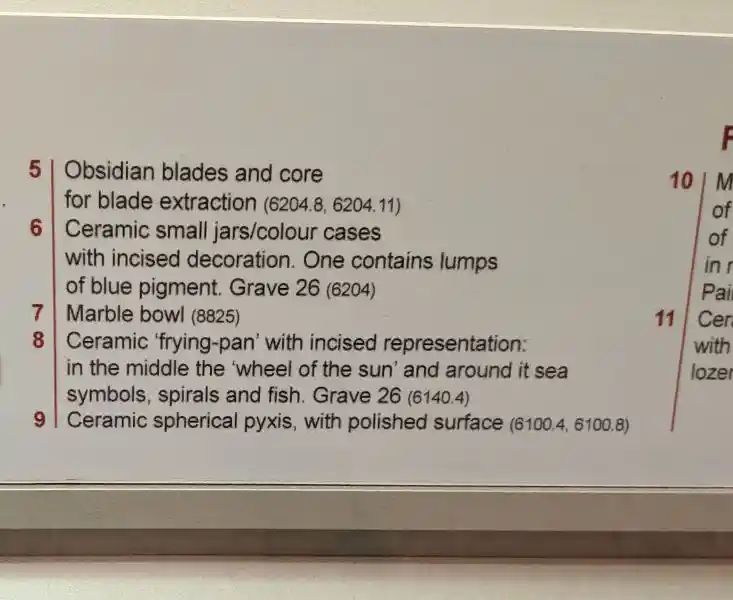 5 Obsidian blades and core
for blade extraction (6204.8, 6204.11)
6 Ceramic small jars/colour cases
with incised decoration. One contains lumps
of blue pigment. Grave 26 (6204)
7 Marble bowl (8825)
8 Ceramic ‘frying-pan’ with incised representation:
in the middle the ‘wheel of the sun’ and around it sea
symbols, spirals and fish. Grave 26 (6140.4)
9 Ceramic spherical pyxis, with polished surface (6100.4, 6100.8)
10
of
of
in
11
with